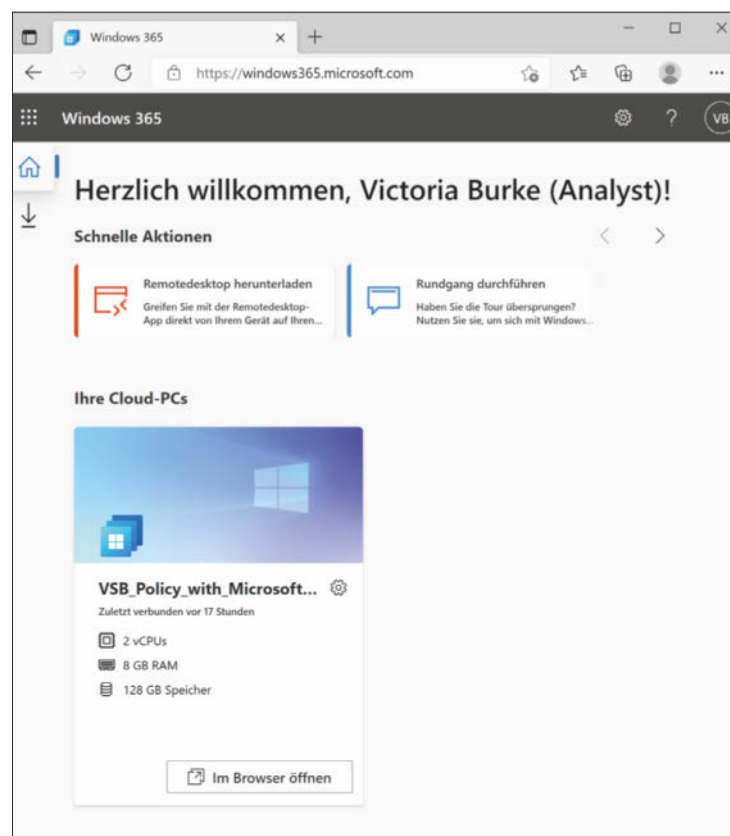 Windows 365
https://windows365.microsoft.com
Windows 365
VB
Herzlich willkommen, Victoria Burke (Analyst)!
Schnelle Aktionen
Remotedesktop herunterladen
Greifen Sie mit der Remotedesktop-
App direkt von Ihrem Gerät auf Ihren...
Rundgang durchführen
Haben Sie die Tour übersprungen?
Nutzen Sie sie, um sich mit Windows...
Ihre Cloud-PCs
VSB_Policy_with_Microsoft...
Zuletzt verbunden vor 17 Stunden
2 vCPUs
8 GB RAM
128 GB Speicher
Im Browser öffnen